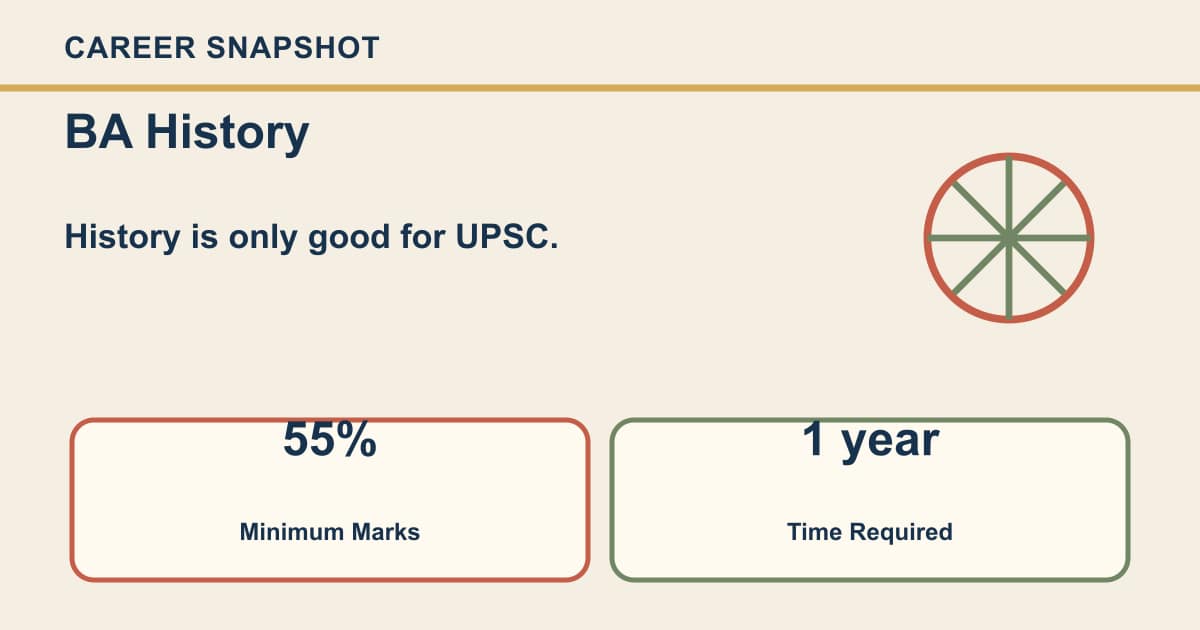 CAREER SNAPSHOT
BA History
History is only good for UPSC.
55%
Minimum Marks
1 year
Time Required